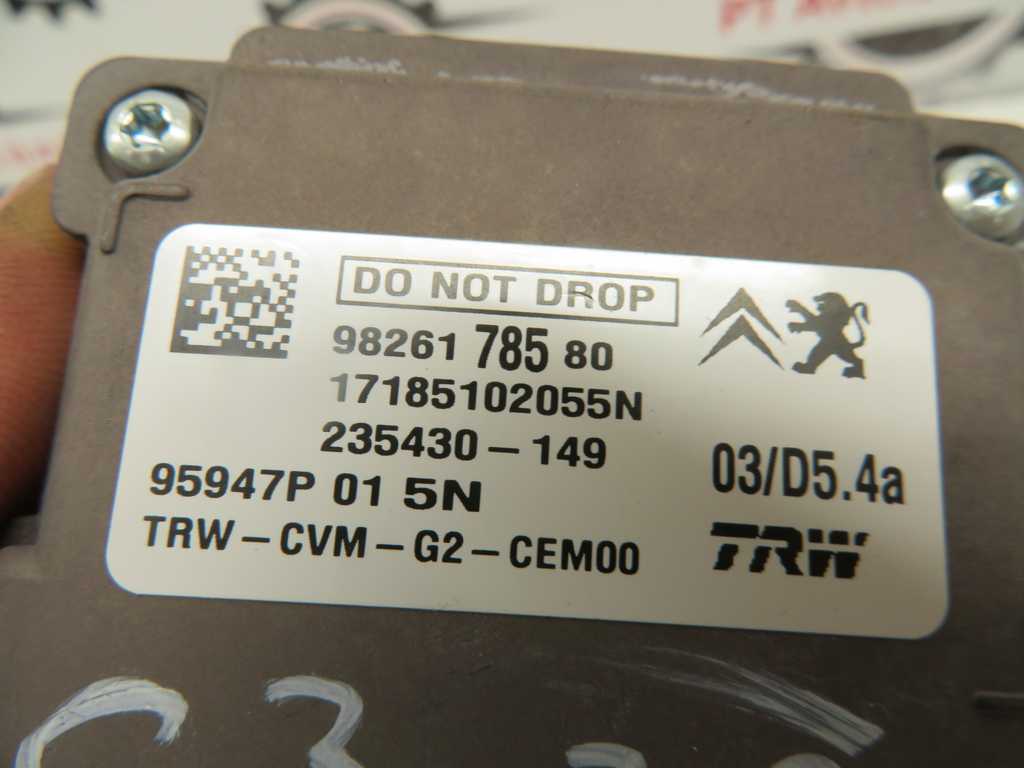 DO NOT DROP
98261 785 80
17185102055N
235430-149
03/D5.4a
95947P 01 5N
TRW-CVM-G2-CEM00
TRW
C3